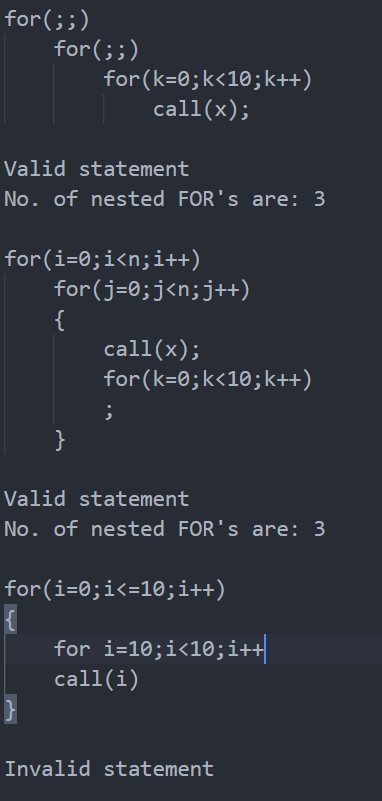 for(;;)
    for(;;)
        for(k=0;k<10;k++)
            call(x);

Valid statement
No. of nested FOR's are: 3

for(i=0;i<n;i++)
    for(j=0;j<n;j++)
    {
        call(x);
        for(k=0;k<10;k++)
        ;
    }

Valid statement
No. of nested FOR's are: 3

for(i=0;i<=10;i++)
{
    for i=10;i<10;i++
    call(i)
}

Invalid statement